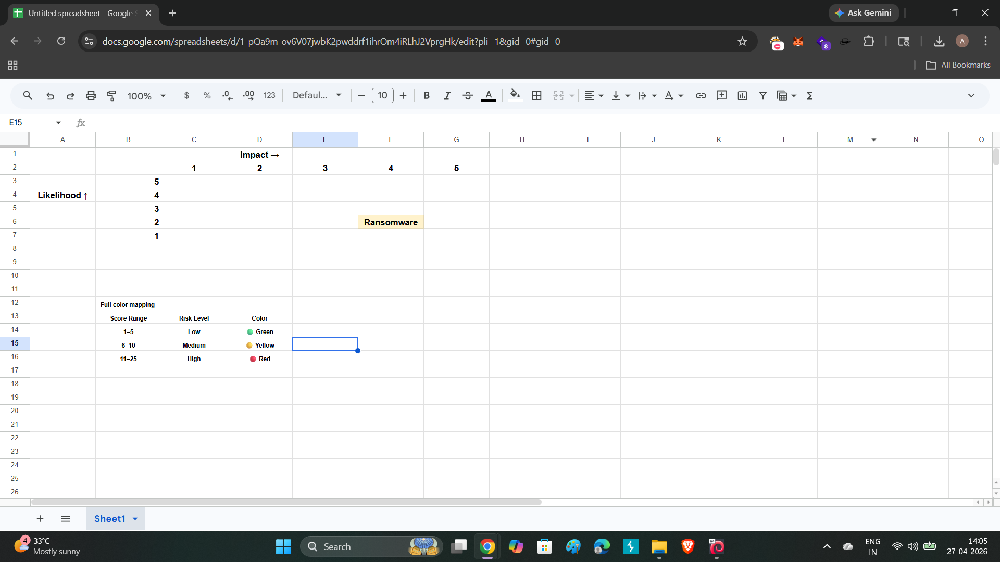 Untitled spreadsheet - Google S
Ask Gemini
docs.google.com/spreadsheets/d/1_pQa9m-ov6V07jwbK2pwddrf1ihrOm4iRLhJ2VprgHk/edit?pli=1&gid=0#gid=0
8
A
All Bookmarks
100% $ % .0 .00 123 Defaul... 10 B I S A A Σ
E15 fx
A B C D E F G H I J K L M N O
1 Impact →
2 1 2 3 4 5
3 5
4 Likelihood ↑ 4
5 3
6 2 Ransomware
7 1
8
9
10
11
12 Full color mapping
13 Score Range Risk Level Color
14 1–5 Low 🟢 Green
15 6–10 Medium 🟡 Yellow
16 11–25 High 🔴 Red
17
18
19
20
21
22
23
24
25
26
Sheet1
4
33°C
Mostly sunny
Search
64
ENG
IN
14:05
27-04-2026